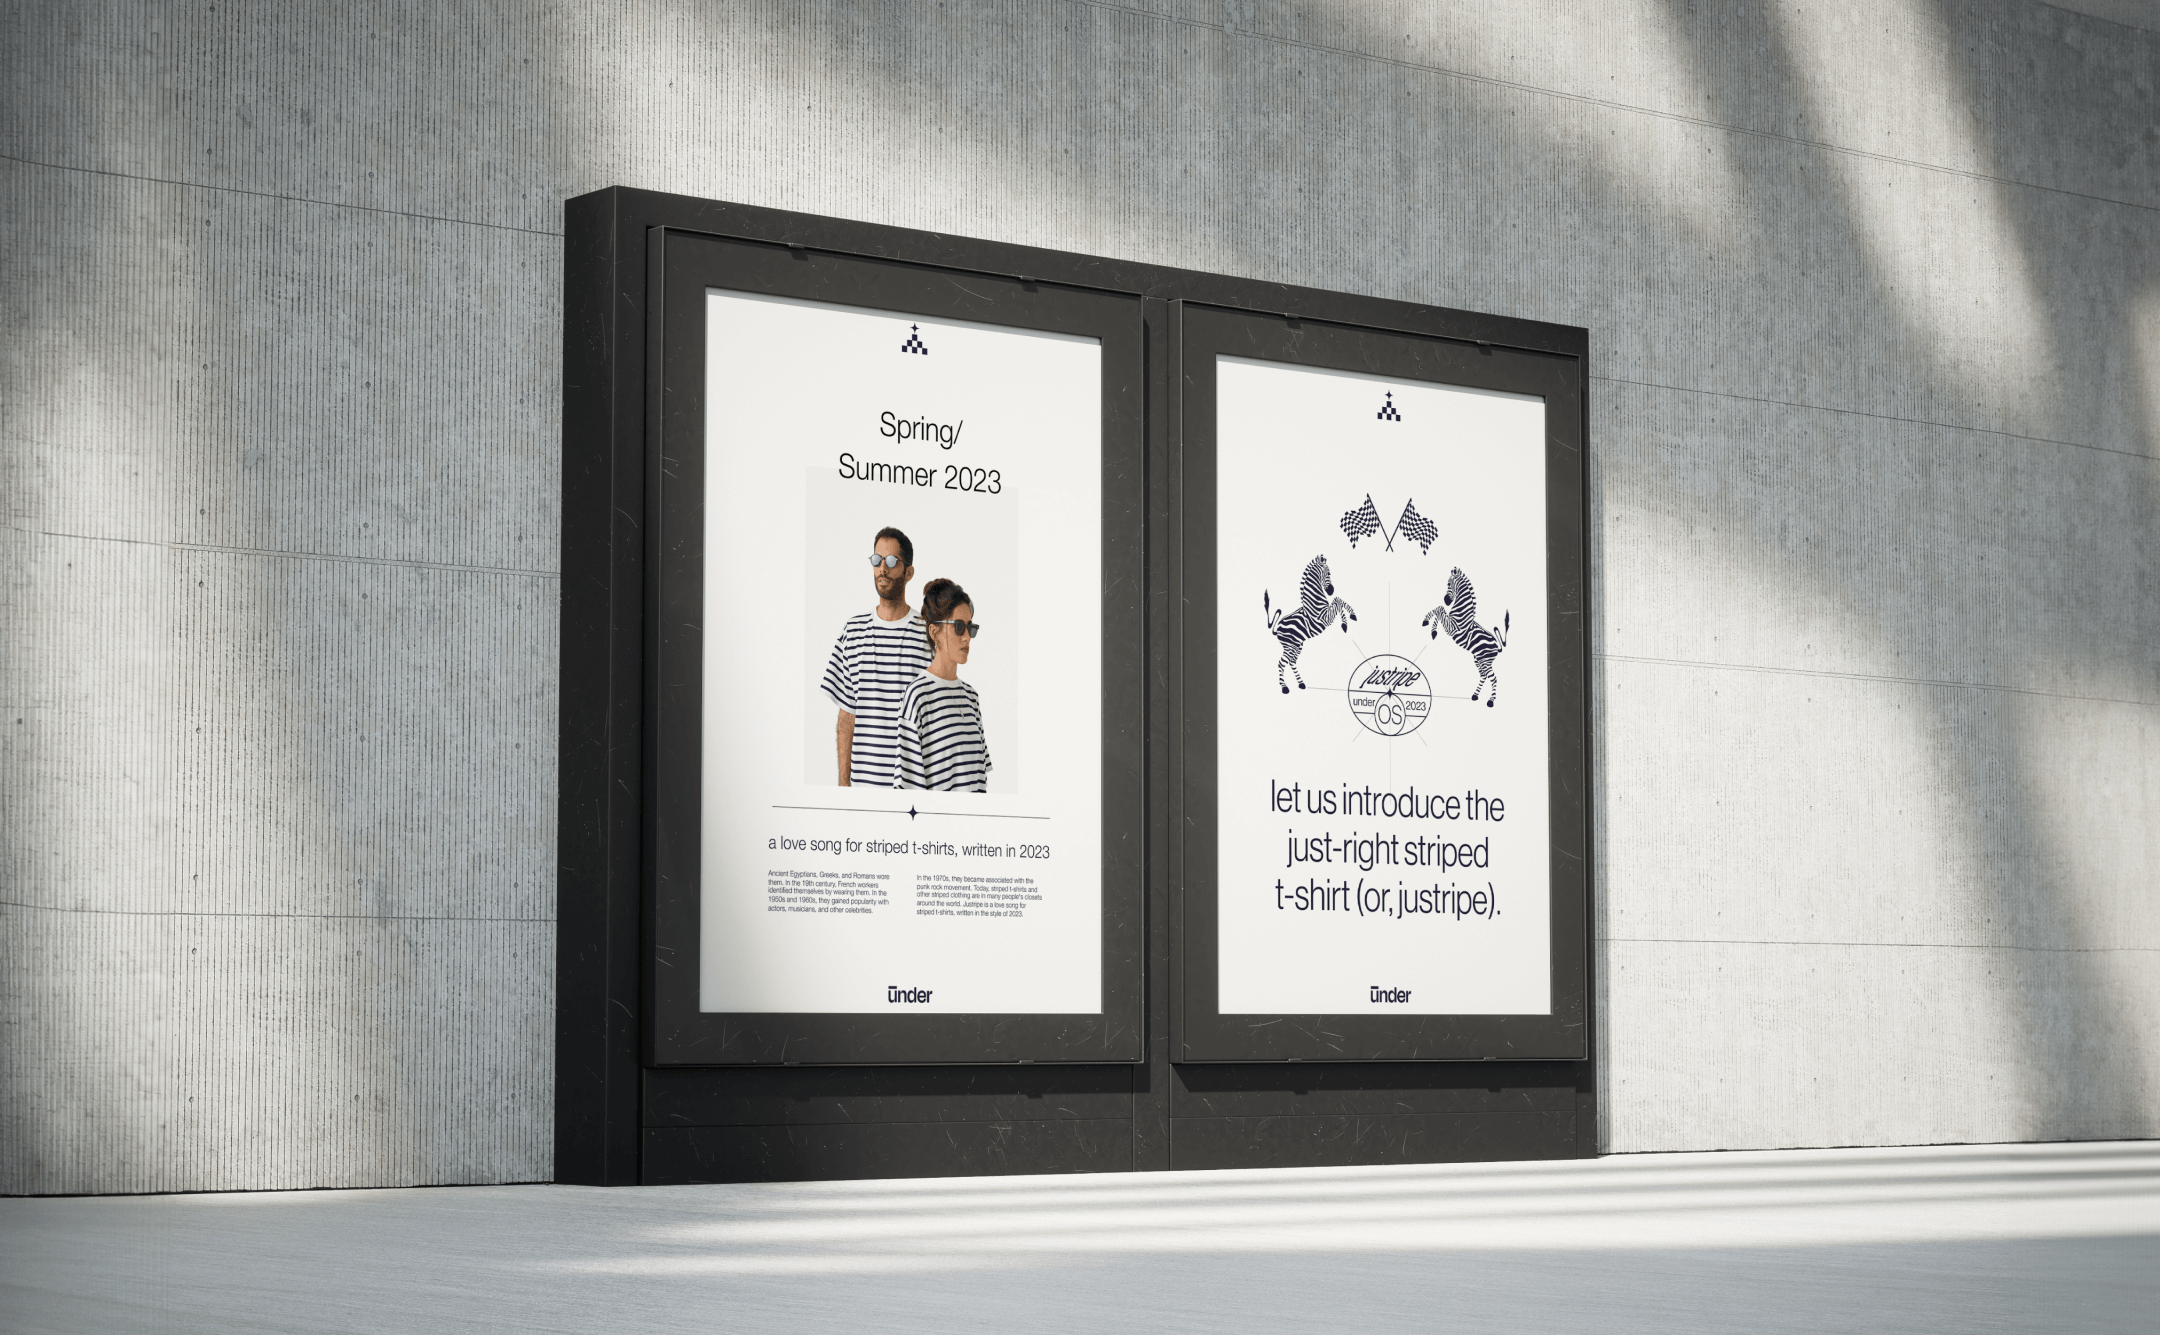 Spring/
Summer 2023
a love song for striped t-shirts, written in 2023
Ancient Egyptians, Greeks, and Romans wore
them. In the 19th century, French workers
identified themselves by wearing them. In the
1950s and 1960s, they gained popularity with
actors, musicians, and other celebrities.
In the 1970s, they became associated with the
punk rock movement. Today, striped t-shirts and
other striped clothing are in many people's closets
around the world. Justripe is a love song for
striped t-shirts, written in the style of 2023.
ūnder
justripe
under OS 2023
let us introduce the
just-right striped
t-shirt (or, justripe).
ūnder